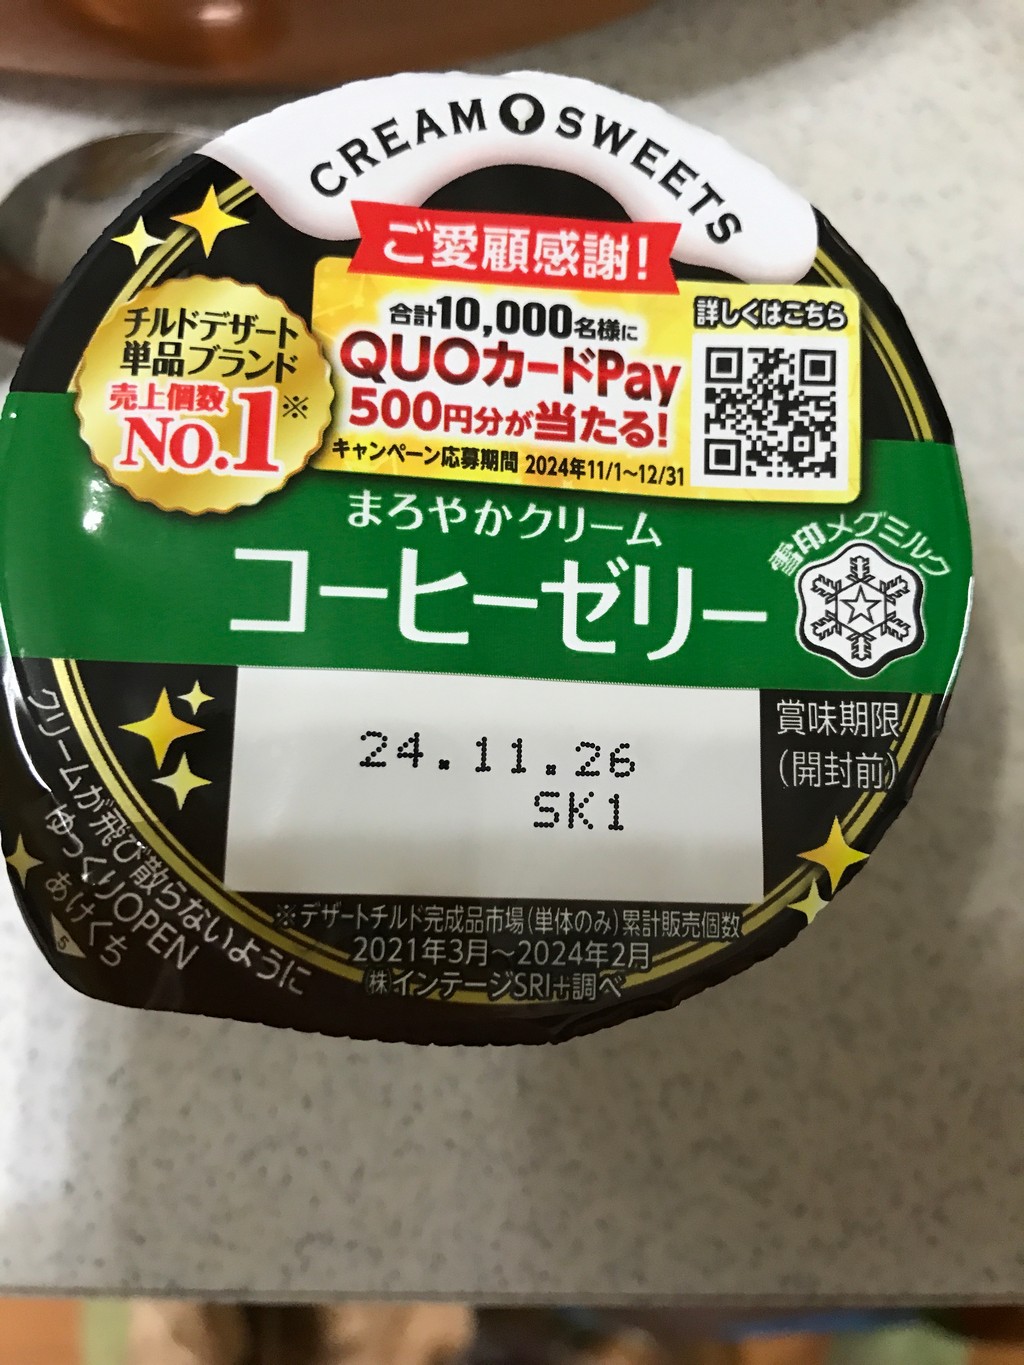 CREAM SWEETS
ご愛顧感謝!
合計10,000名様に
QUOカードPay
500円分が当たる!
キャンペーン応募期間 2024年11/1~12/31
詳しくはこちら
チルドデザート
単品ブランド
売上個数
No.1※
まろやかクリーム
コーヒーゼリー
雪印メグミルク
賞味期限
(開封前)
24.11.26
SK1
クリームが飛び散らないように
ゆっくりOPEN
あけくち
5
※デザートチルド完成品市場(単体のみ)累計販売個数
2021年3月~2024年2月
㈱インテージSRI+調べ